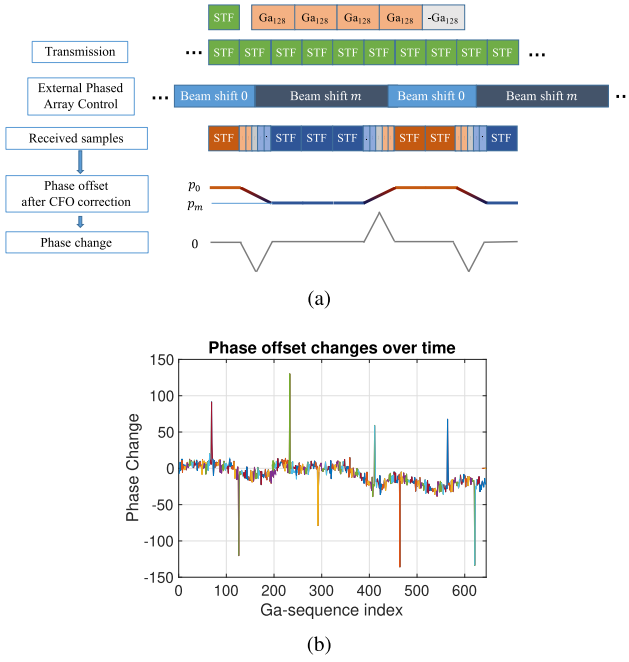 STF Ga128 Ga128 Ga128 Ga128 -Ga128
Transmission ... STF STF STF STF STF STF STF STF STF STF ...
External Phased Array Control ... Beam shift 0 Beam shift m Beam shift 0 Beam shift m ..
Received samples STF STF STF STF STF STF STF
Phase offset after CFO correction p0 pm
Phase change 0
(a)
Phase offset changes over time
Phase Change
150
100
50
0
-50
-100
-150
0 100 200 300 400 500 600
Ga-sequence index
(b)